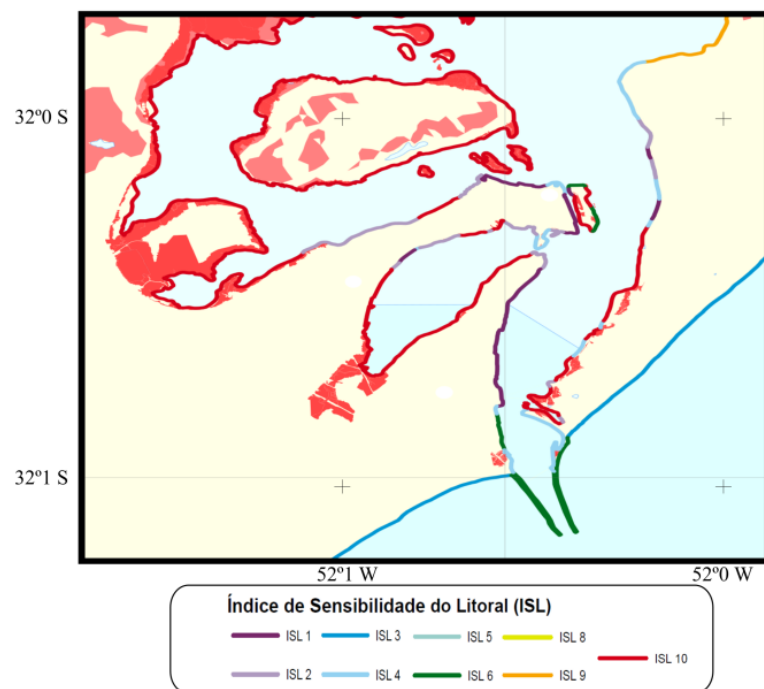 32º0 S
32º1 S
52º1 W 52º0 W
Índice de Sensibilidade do Litoral (ISL)
ISL 1 ISL 3 ISL 5 ISL 8
ISL 10
ISL 2 ISL 4 ISL 6 ISL 9